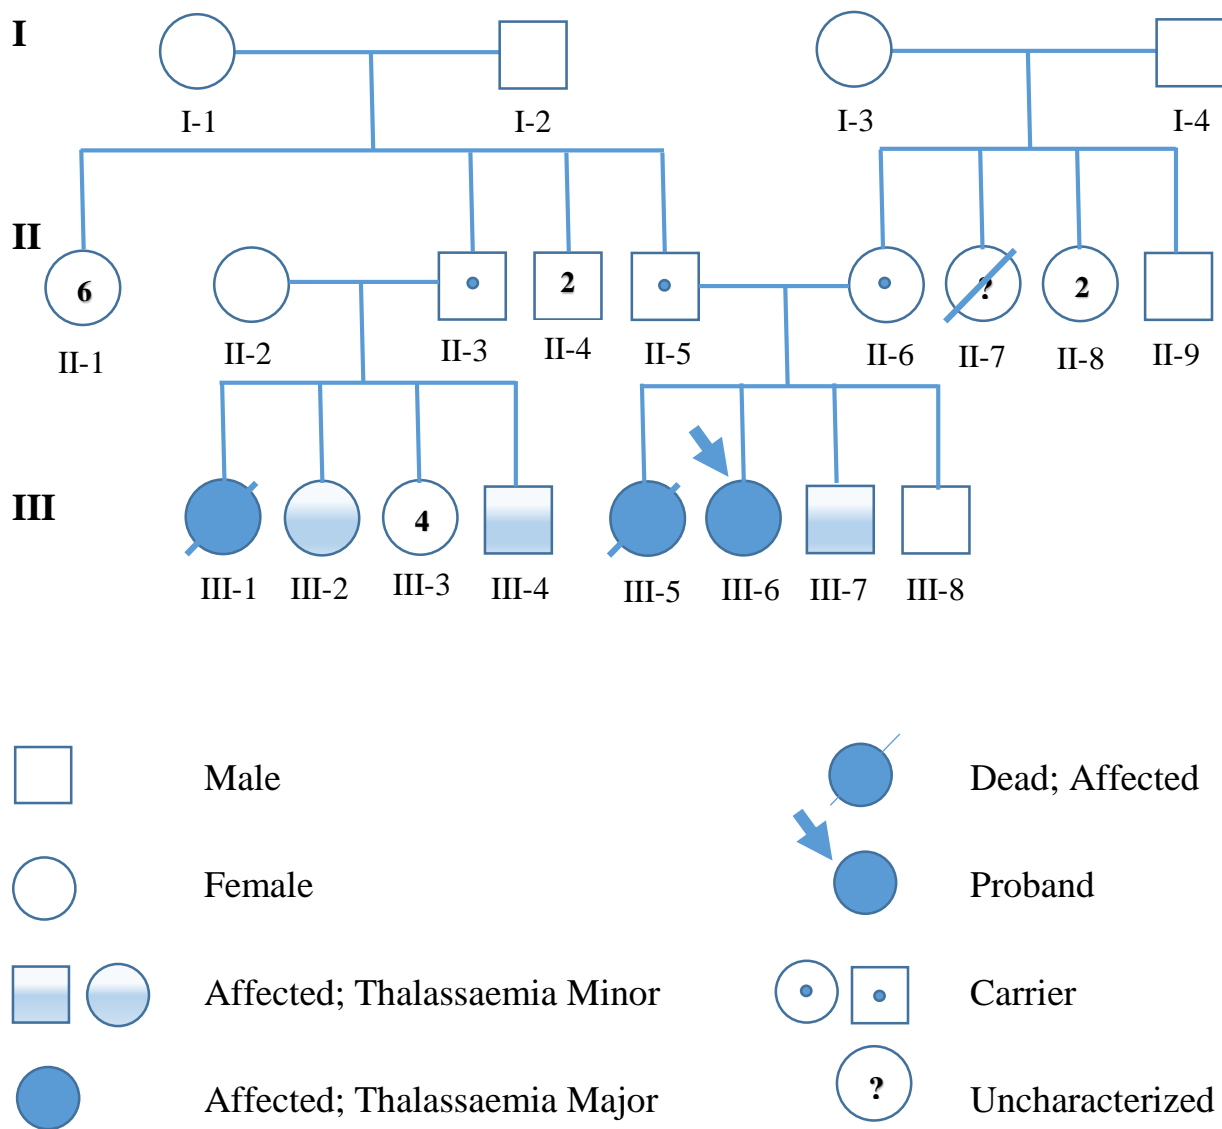 I
I-1 I-2 I-3 I-4
II
6 2 ? 2
II-1 II-2 II-3 II-4 II-5 II-6 II-7 II-8 II-9
III
4
III-1 III-2 III-3 III-4 III-5 III-6 III-7 III-8
Male Dead; Affected
Female Proband
Affected; Thalassaemia Minor Carrier
?
Affected; Thalassaemia Major Uncharacterized